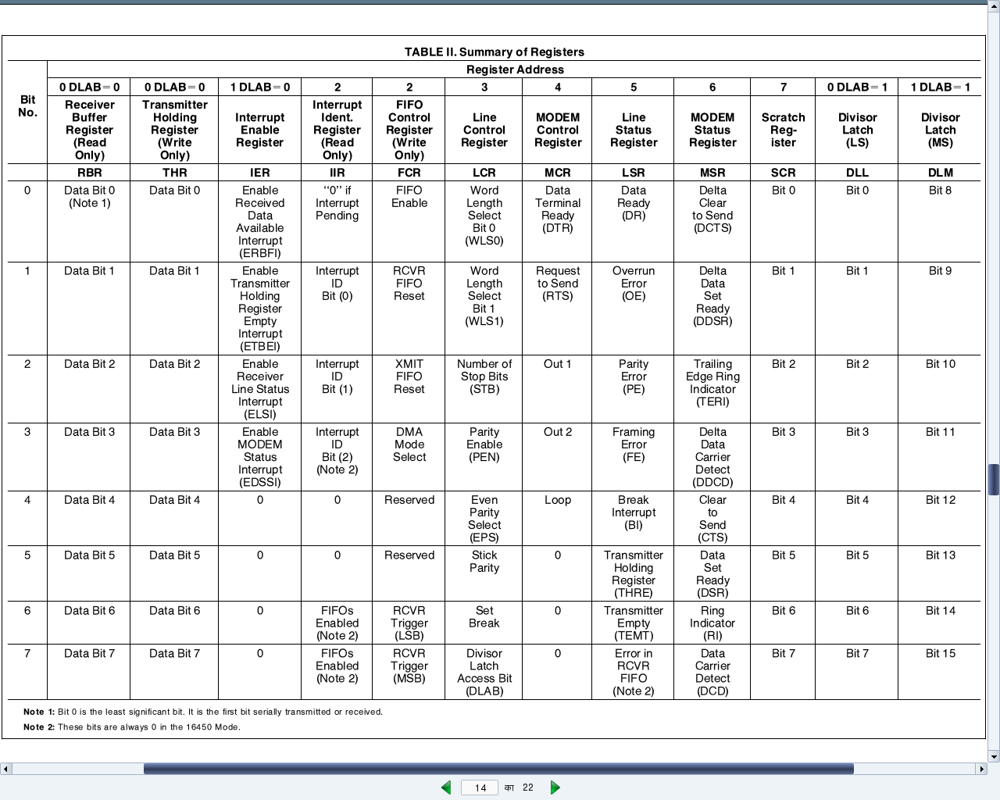 TABLE II. Summary of Registers
Register Address
Bit No.
0 DLAB = 0 0 DLAB = 0 1 DLAB = 0 2 2 3 4 5 6 7 0 DLAB = 1 1 DLAB = 1
Receiver Buffer Register (Read Only)
Transmitter Holding Register (Write Only)
Interrupt Enable Register
Interrupt Ident. Register (Read Only)
FIFO Control Register (Write Only)
Line Control Register
MODEM Control Register
Line Status Register
MODEM Status Register
Scratch Reg- ister
Divisor Latch (LS)
Divisor Latch (MS)
RBR THR IER IIR FCR LCR MCR LSR MSR SCR DLL DLM
0
Data Bit 0 (Note 1)
Data Bit 0
Enable Received Data Available Interrupt (ERBFI)
‘‘0’’ if Interrupt Pending
FIFO Enable
Word Length Select Bit 0 (WLS0)
Data Terminal Ready (DTR)
Data Ready (DR)
Delta Clear to Send (DCTS)
Bit 0
Bit 0
Bit 8
1
Data Bit 1
Data Bit 1
Enable Transmitter Holding Register Empty Interrupt (ETBEI)
Interrupt ID Bit (0)
RCVR FIFO Reset
Word Length Select Bit 1 (WLS1)
Request to Send (RTS)
Overrun Error (OE)
Delta Data Set Ready (DDSR)
Bit 1
Bit 1
Bit 9
2
Data Bit 2
Data Bit 2
Enable Receiver Line Status Interrupt (ELSI)
Interrupt ID Bit (1)
XMIT FIFO Reset
Number of Stop Bits (STB)
Out 1
Parity Error (PE)
Trailing Edge Ring Indicator (TERI)
Bit 2
Bit 2
Bit 10
3
Data Bit 3
Data Bit 3
Enable MODEM Status Interrupt (EDSSI)
Interrupt ID Bit (2) (Note 2)
DMA Mode Select
Parity Enable (PEN)
Out 2
Framing Error (FE)
Delta Data Carrier Detect (DDCD)
Bit 3
Bit 3
Bit 11
4
Data Bit 4
Data Bit 4
0
0
Reserved
Even Parity Select (EPS)
Loop
Break Interrupt (BI)
Clear to Send (CTS)
Bit 4
Bit 4
Bit 12
5
Data Bit 5
Data Bit 5
0
0
Reserved
Stick Parity
0
Transmitter Holding Register (THRE)
Data Set Ready (DSR)
Bit 5
Bit 5
Bit 13
6
Data Bit 6
Data Bit 6
0
FIFOs Enabled (Note 2)
RCVR Trigger (LSB)
Set Break
0
Transmitter Empty (TEMT)
Ring Indicator (RI)
Bit 6
Bit 6
Bit 14
7
Data Bit 7
Data Bit 7
0
FIFOs Enabled (Note 2)
RCVR Trigger (MSB)
Divisor Latch Access Bit (DLAB)
0
Error in RCVR FIFO (Note 2)
Data Carrier Detect (DCD)
Bit 7
Bit 7
Bit 15
Note 1: Bit 0 is the least significant bit. It is the first bit serially transmitted or received.
Note 2: These bits are always 0 in the 16450 Mode.
14 का 22